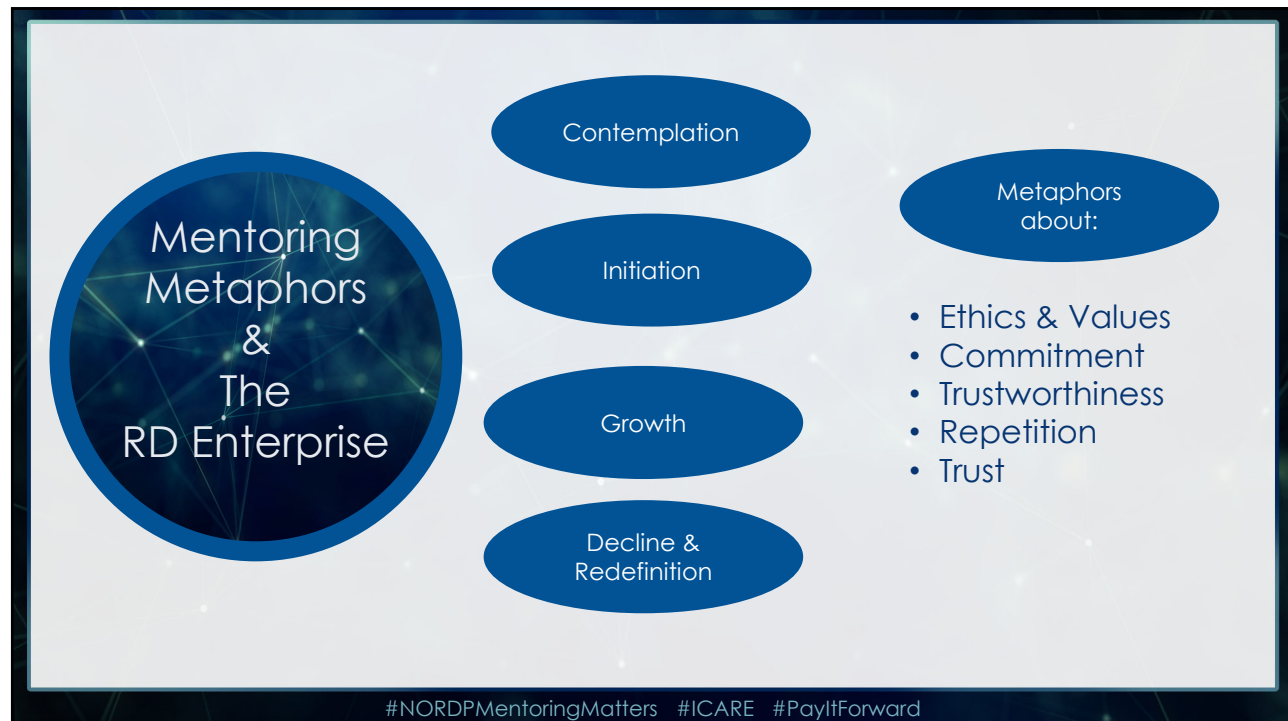 Mentoring
Metaphors
&
The
RD Enterprise
Contemplation
Initiation
Growth
Decline &
Redefinition
Metaphors
about:
• Ethics & Values
• Commitment
• Trustworthiness
• Repetition
• Trust
#NORDPMentoringMatters #ICARE #PayItForward